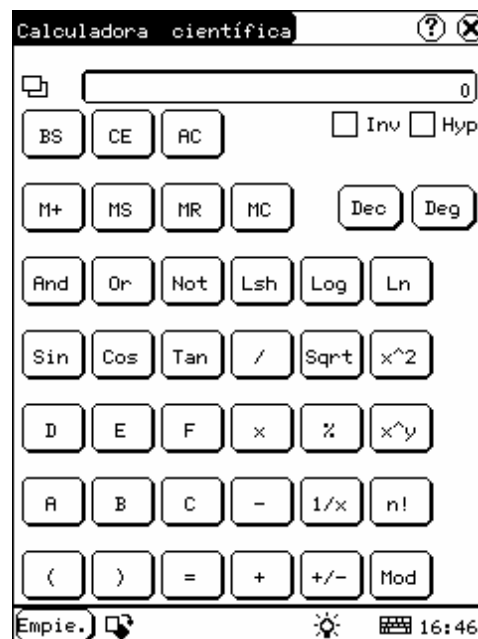 Calculadora científica ?
0
BS CE AC Inv Hyp
M+ MS MR MC Dec Deg
And Or Not Lsh Log Ln
Sin Cos Tan / Sqrt x^2
D E F x % x^y
A B C - 1/x n!
( ) = + +/- Mod
Empie. 16:46